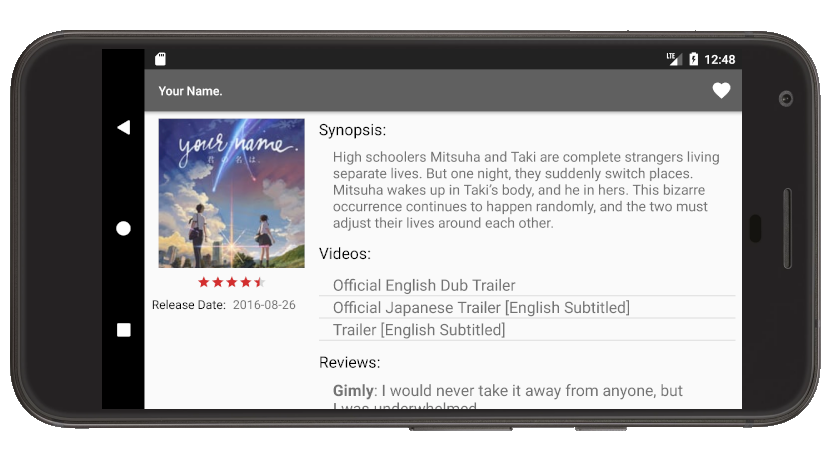 LTE 12:48
Your Name.
your name.
君の名は。
Release Date: 2016-08-26
Synopsis:
High schoolers Mitsuha and Taki are complete strangers living
separate lives. But one night, they suddenly switch places.
Mitsuha wakes up in Taki’s body, and he in hers. This bizarre
occurrence continues to happen randomly, and the two must
adjust their lives around each other.
Videos:
Official English Dub Trailer
Official Japanese Trailer [English Subtitled]
Trailer [English Subtitled]
Reviews:
Gimly: I would never take it away from anyone, but
I was underwhelmed